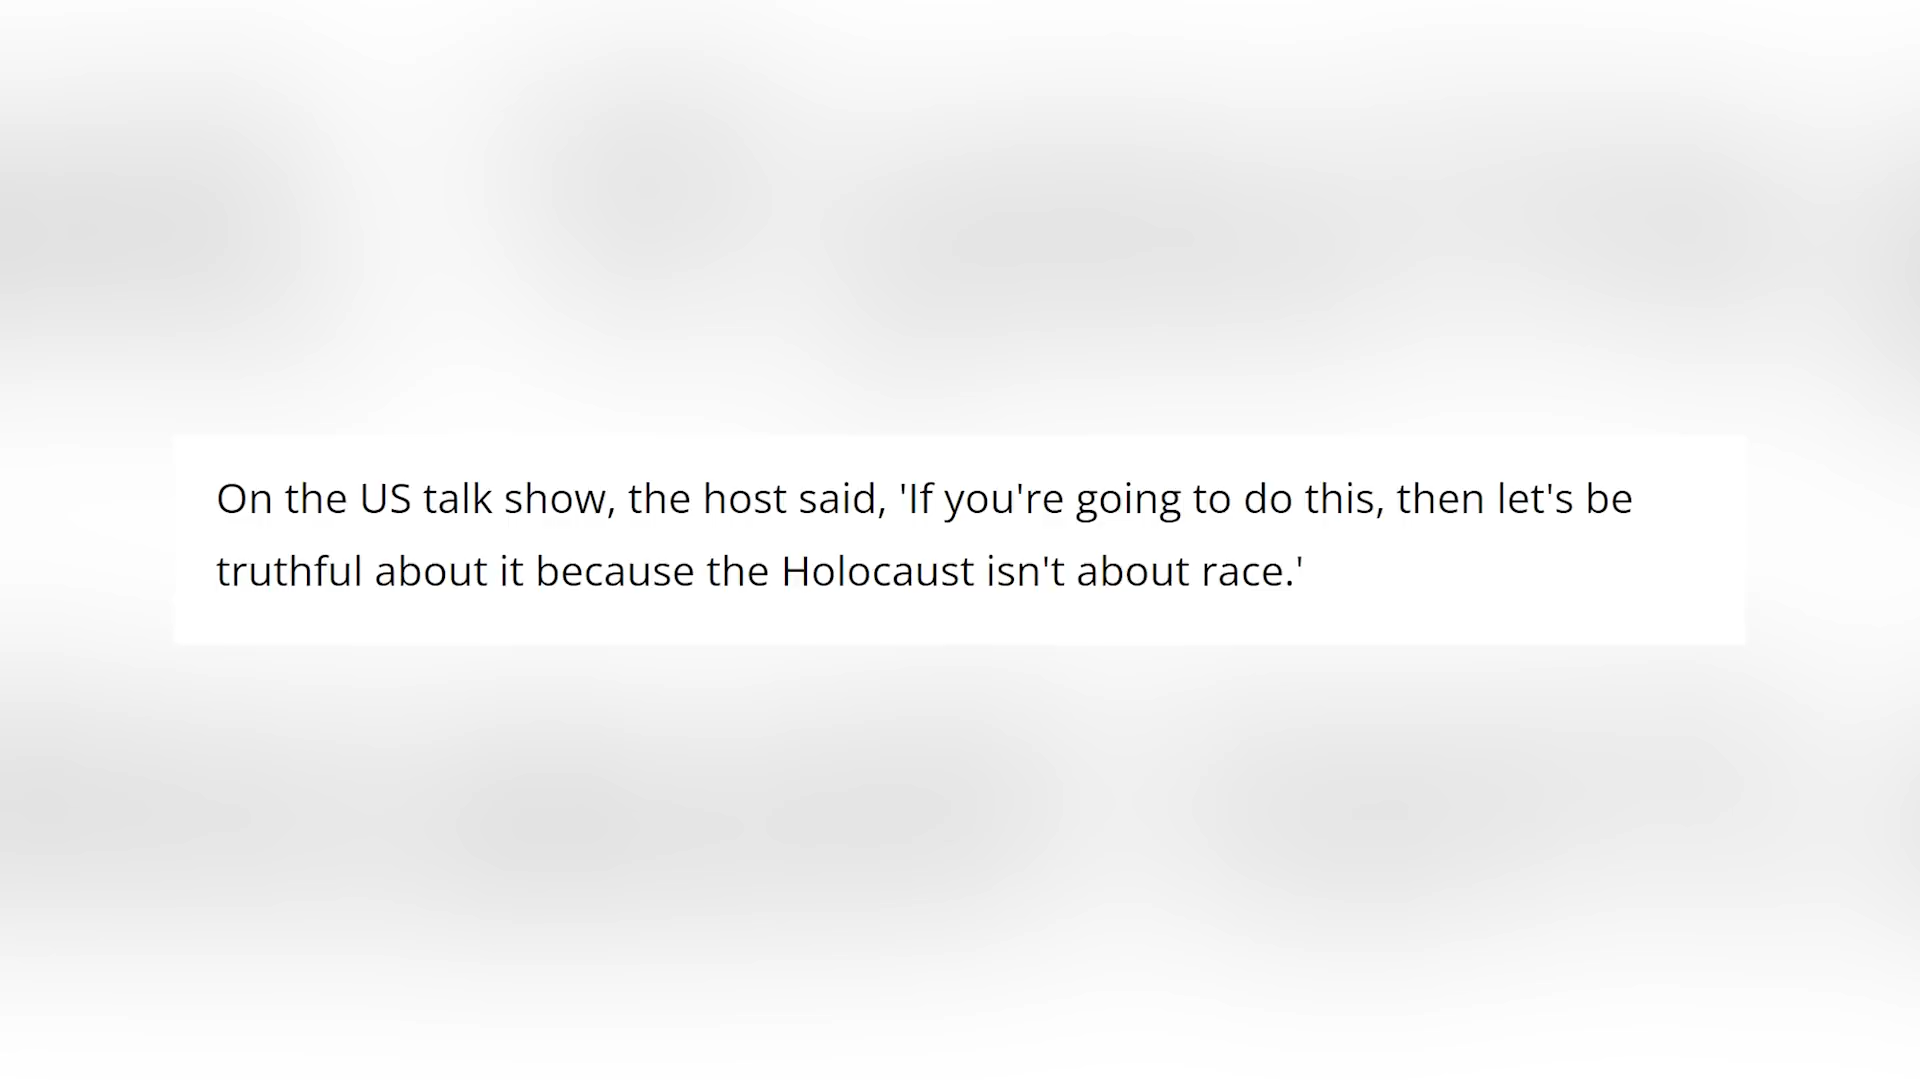 On the US talk show, the host said, 'If you're going to do this, then let's be
truthful about it because the Holocaust isn't about race.'